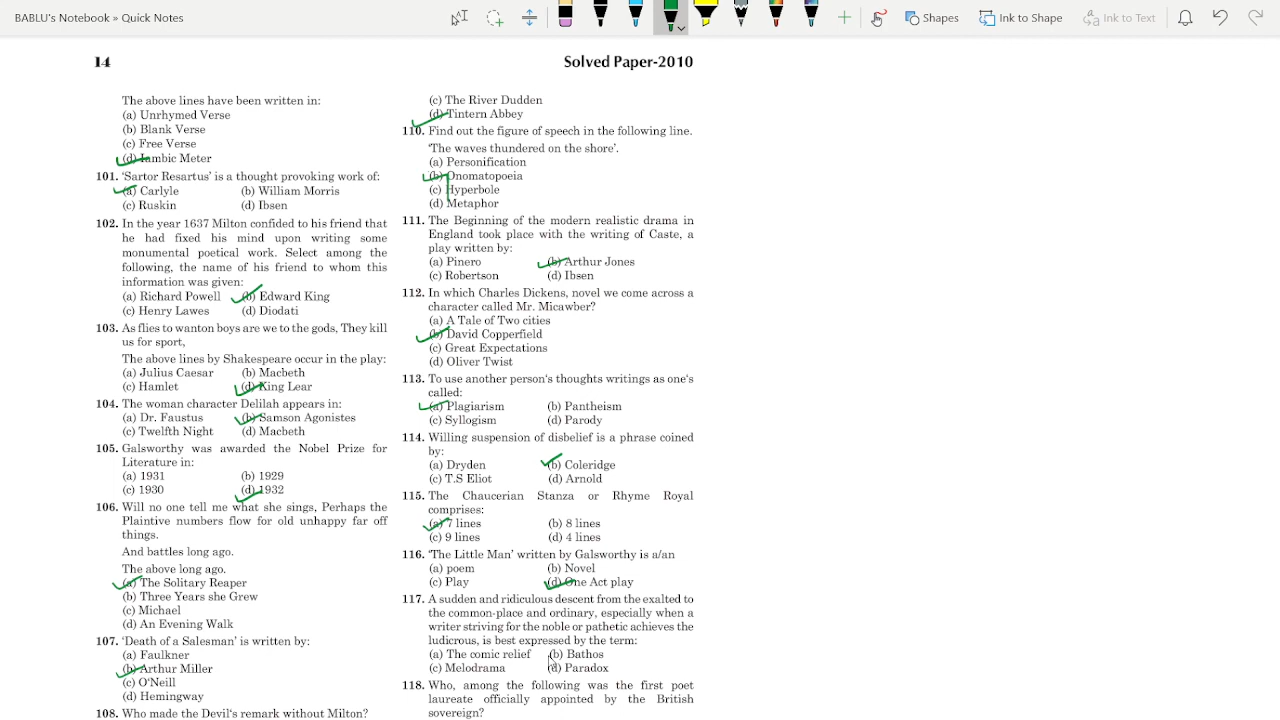 BABLU's Notebook » Quick Notes
Shapes
Ink to Shape
Ink to Text
14
Solved Paper-2010
The above lines have been written in:
(a) Unrhymed Verse
(b) Blank Verse
(c) Free Verse
(d) Iambic Meter
101. 'Sartor Resartus' is a thought provoking work of:
(a) Carlyle (b) William Morris
(c) Ruskin (d) Ibsen
102. In the year 1637 Milton confided to his friend that
he had fixed his mind upon writing some
monumental poetical work. Select among the
following, the name of his friend to whom this
information was given:
(a) Richard Powell (b) Edward King
(c) Henry Lawes (d) Diodati
103. As flies to wanton boys are we to the gods, They kill
us for sport,
The above lines by Shakespeare occur in the play:
(a) Julius Caesar (b) Macbeth
(c) Hamlet (d) King Lear
104. The woman character Delilah appears in:
(a) Dr. Faustus (b) Samson Agonistes
(c) Twelfth Night (d) Macbeth
105. Galsworthy was awarded the Nobel Prize for
Literature in:
(a) 1931 (b) 1929
(c) 1930 (d) 1932
106. Will no one tell me what she sings, Perhaps the
Plaintive numbers flow for old unhappy far off
things.
And battles long ago.
The above long ago.
(a) The Solitary Reaper
(b) Three Years she Grew
(c) Michael
(d) An Evening Walk
107. 'Death of a Salesman' is written by:
(a) Faulkner
(b) Arthur Miller
(c) O'Neill
(d) Hemingway
108. Who made the Devil's remark without Milton?
(c) The River Dudden
(d) Tintern Abbey
110. Find out the figure of speech in the following line.
'The waves thundered on the shore'.
(a) Personification
(b) Onomatopoeia
(c) Hyperbole
(d) Metaphor
111. The Beginning of the modern realistic drama in
England took place with the writing of Caste, a
play written by:
(a) Pinero (b) Arthur Jones
(c) Robertson (d) Ibsen
112. In which Charles Dickens, novel we come across a
character called Mr. Micawber?
(a) A Tale of Two cities
(b) David Copperfield
(c) Great Expectations
(d) Oliver Twist
113. To use another person's thoughts writings as one's
called:
(a) Plagiarism (b) Pantheism
(c) Syllogism (d) Parody
114. Willing suspension of disbelief is a phrase coined
by:
(a) Dryden (b) Coleridge
(c) T.S Eliot (d) Arnold
115. The Chaucerian Stanza or Rhyme Royal
comprises:
(a) 7 lines (b) 8 lines
(c) 9 lines (d) 4 lines
116. 'The Little Man' written by Galsworthy is a/an
(a) poem (b) Novel
(c) Play (d) One Act play
117. A sudden and ridiculous descent from the exalted to
the common-place and ordinary, especially when a
writer striving for the noble or pathetic achieves the
ludicrous, is best expressed by the term:
(a) The comic relief (b) Bathos
(c) Melodrama (d) Paradox
118. Who, among the following was the first poet
laureate officially appointed by the British
sovereign?